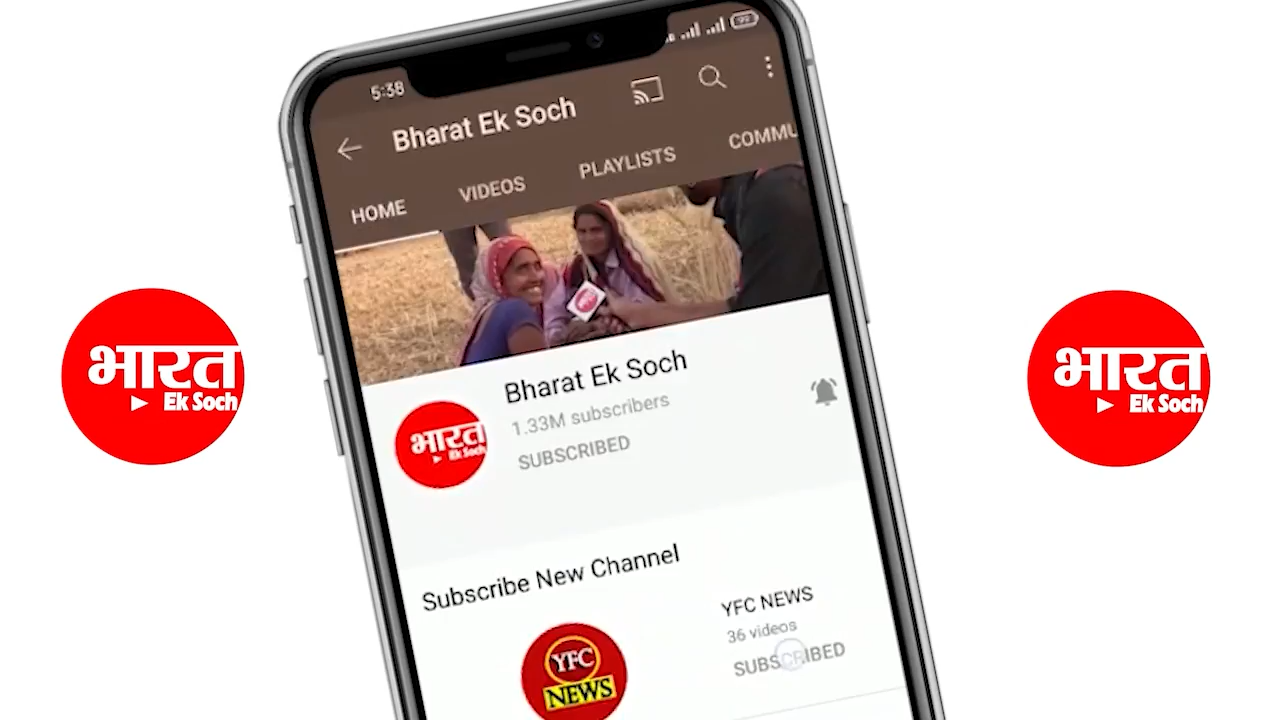 5:38
Bharat Ek Soch
HOME
VIDEOS
PLAYLISTS
COMMU
Bharat Ek Soch
1.33M subscribers
SUBSCRIBED
भारत
Ek Soch
Subscribe New Channel
YFC NEWS
36 videos
SUBSCRIBED
YFC
NEWS
भारत
Ek Soch
भारत
Ek Soch